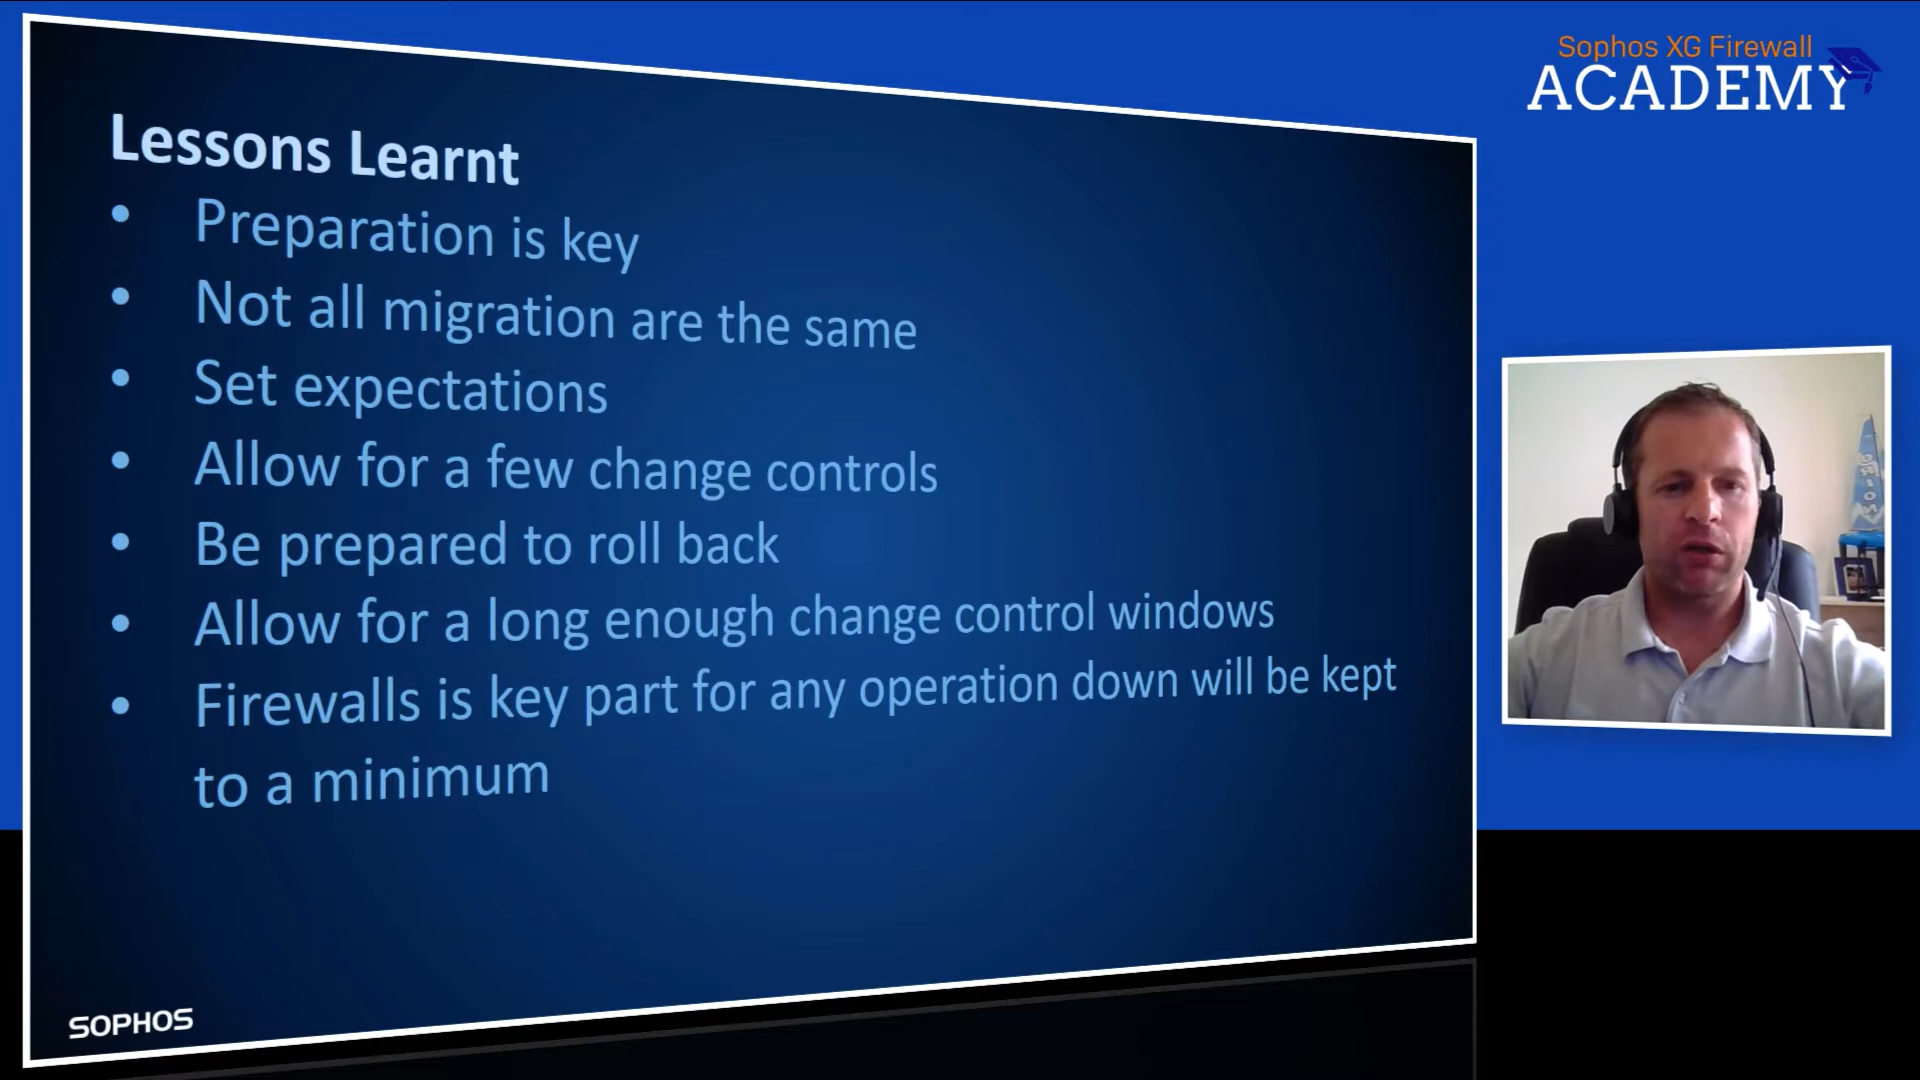 Sophos XG Firewall
ACADEMY
Lessons Learnt
• Preparation is key
• Not all migration are the same
• Set expectations
• Allow for a few change controls
• Be prepared to roll back
• Allow for a long enough change control windows
• Firewalls is key part for any operation down will be kept
to a minimum
SOPHOS